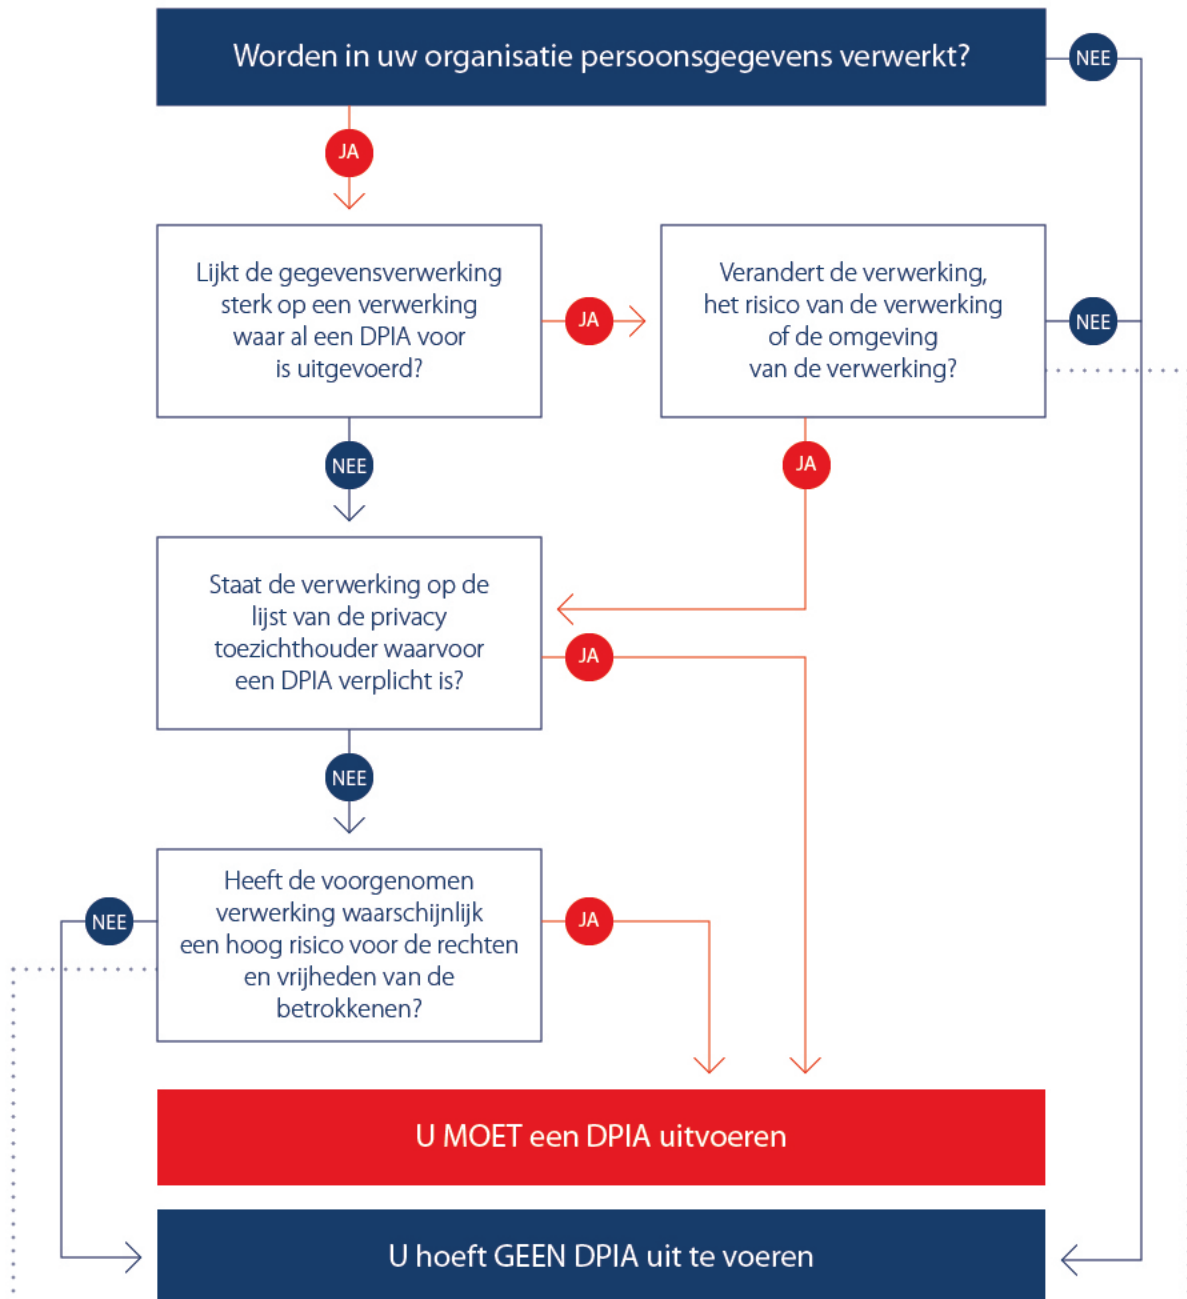 Worden in uw organisatie persoonsgegevens verwerkt?
NEE
JA
Lijkt de gegevensverwerking
sterk op een verwerking
waar al een DPIA voor
is uitgevoerd?
JA
Verandert de verwerking,
het risico van de verwerking
of de omgeving
van de verwerking?
NEE
NEE
JA
Staat de verwerking op de
lijst van de privacy
toezichthouder waarvoor
een DPIA verplicht is?
JA
NEE
Heeft de voorgenomen
verwerking waarschijnlijk
een hoog risico voor de rechten
en vrijheden van de
betrokkenen?
NEE
JA
U MOET een DPIA uitvoeren
U hoeft GEEN DPIA uit te voeren